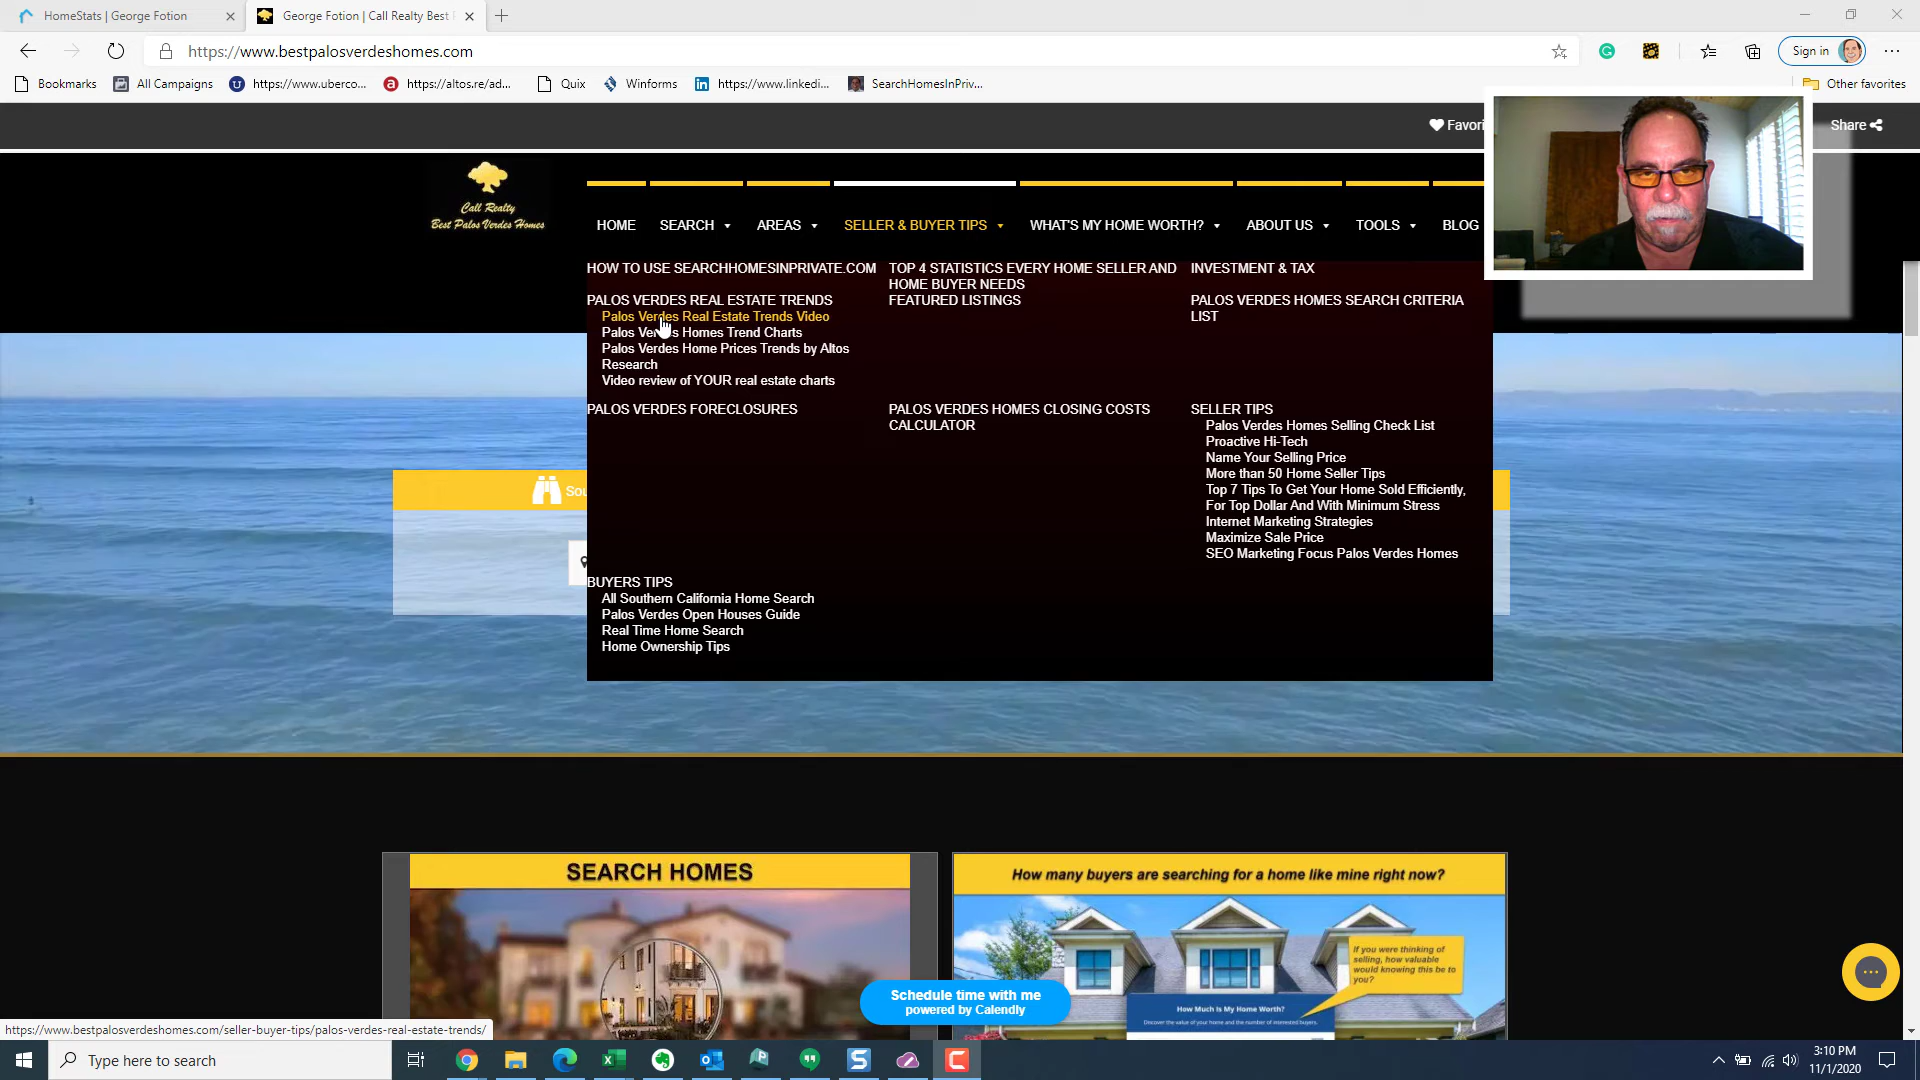 HomeStats | George Fotion
George Fotion | Call Realty Best P
https://www.bestpalosverdeshomes.com
Sign in
Bookmarks
All Campaigns
https://www.uberco...
https://altos.re/ad...
Quix
Winforms
https://www.linkedi...
SearchHomesInPriv...
Other favorites
Favori
Share
Call Realty
Best Palos Verdes Homes
HOME
SEARCH
AREAS
SELLER & BUYER TIPS
WHAT'S MY HOME WORTH?
ABOUT US
TOOLS
BLOG
HOW TO USE SEARCHHOMESINPRIVATE.COM
TOP 4 STATISTICS EVERY HOME SELLER AND
HOME BUYER NEEDS
INVESTMENT & TAX
PALOS VERDES REAL ESTATE TRENDS
Palos Verdes Real Estate Trends Video
Palos Verdes Homes Trend Charts
Palos Verdes Home Prices Trends by Altos
Research
Video review of YOUR real estate charts
FEATURED LISTINGS
PALOS VERDES HOMES SEARCH CRITERIA
LIST
PALOS VERDES FORECLOSURES
PALOS VERDES HOMES CLOSING COSTS
CALCULATOR
SELLER TIPS
Palos Verdes Homes Selling Check List
Proactive Hi-Tech
Name Your Selling Price
More than 50 Home Seller Tips
Top 7 Tips To Get Your Home Sold Efficiently,
For Top Dollar And With Minimum Stress
Internet Marketing Strategies
Maximize Sale Price
SEO Marketing Focus Palos Verdes Homes
Sou
BUYERS TIPS
All Southern California Home Search
Palos Verdes Open Houses Guide
Real Time Home Search
Home Ownership Tips
SEARCH HOMES
How many buyers are searching for a home like mine right now?
If you were thinking of
selling, how valuable
would knowing this be to
you?
How Much Is My Home Worth?
Discover the value of your home and the number of interested buyers.
Schedule time with me
powered by Calendly
https://www.bestpalosverdeshomes.com/seller-buyer-tips/palos-verdes-real-estate-trends/
Type here to search
3:10 PM
11/1/2020